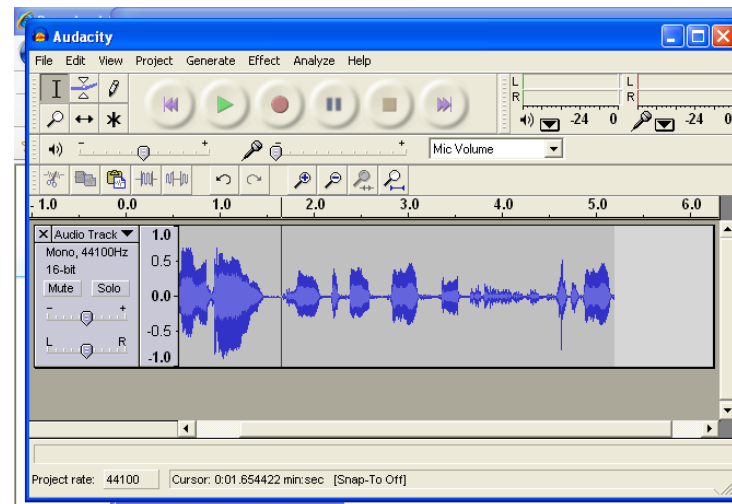 Audacity
File Edit View Project Generate Effect Analyze Help
L L
R R
-24 0 -24 0
- + - + Mic Volume
- 1.0 0.0 1.0 2.0 3.0 4.0 5.0 6.0
Audio Track 1.0
Mono, 44100Hz 0.5
16-bit
Mute Solo 0.0
- +
-0.5
L R
-1.0
Project rate: 44100 Cursor: 0:01.654422 min:sec [Snap-To Off]